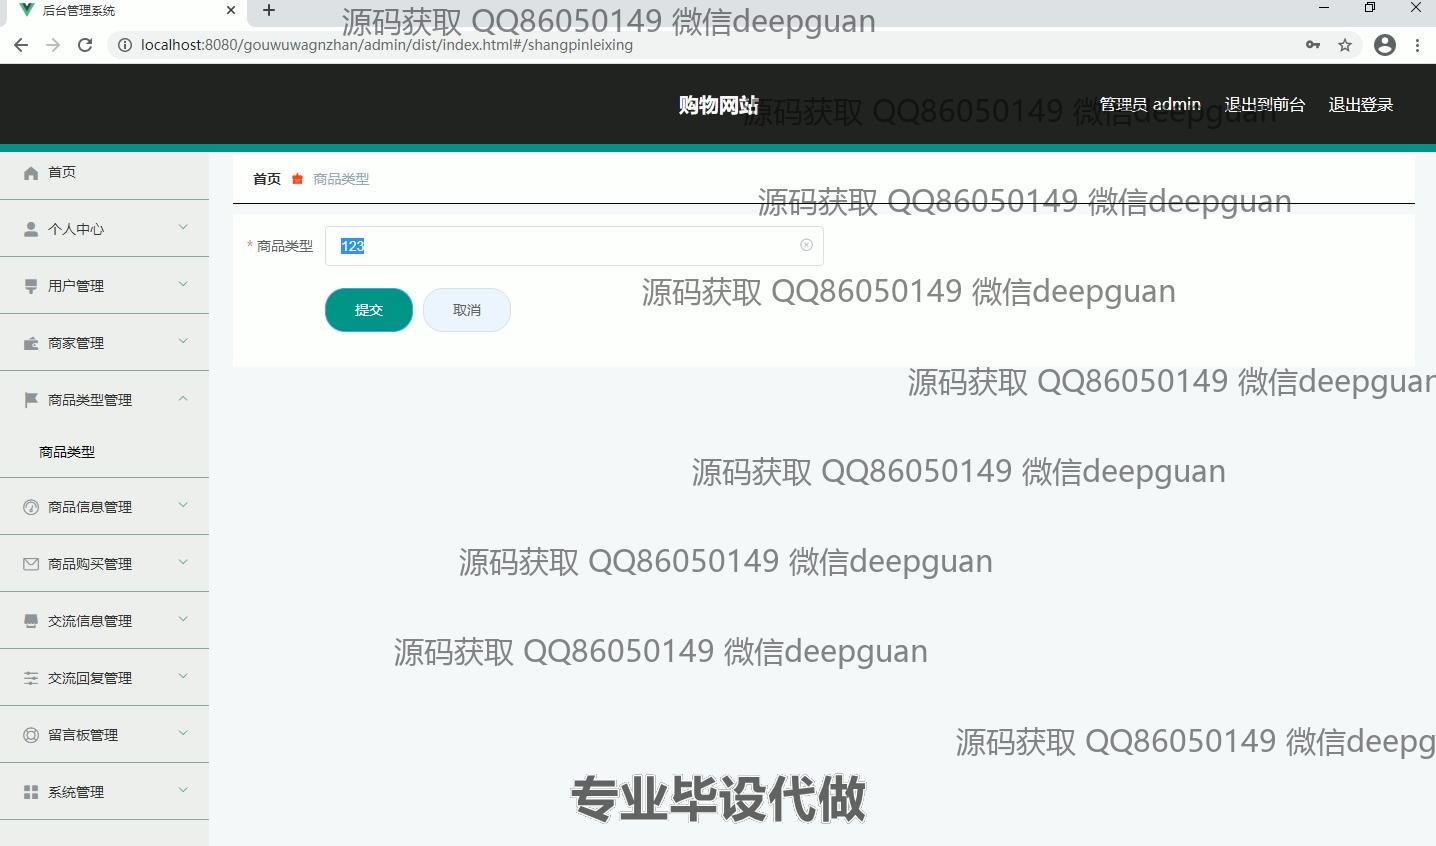 后台管理系统
源码获取 QQ86050149 微信deepguan
localhost:8080/gouwuwagnzhan/admin/dist/index.html#/shangpinleixing
购物网站
源码获取 QQ86050149 微信deepguan
管理员 admin
退出到前台
退出登录
首页
个人中心
用户管理
商家管理
商品类型管理
商品类型
商品信息管理
商品购买管理
交流信息管理
交流回复管理
留言板管理
系统管理
首页 商品类型
源码获取 QQ86050149 微信deepguan
* 商品类型 123
提交 取消
源码获取 QQ86050149 微信deepguan
源码获取 QQ86050149 微信deepguan
源码获取 QQ86050149 微信deepguan
源码获取 QQ86050149 微信deepguan
源码获取 QQ86050149 微信deepguan
源码获取 QQ86050149 微信deepg
专业毕设代做